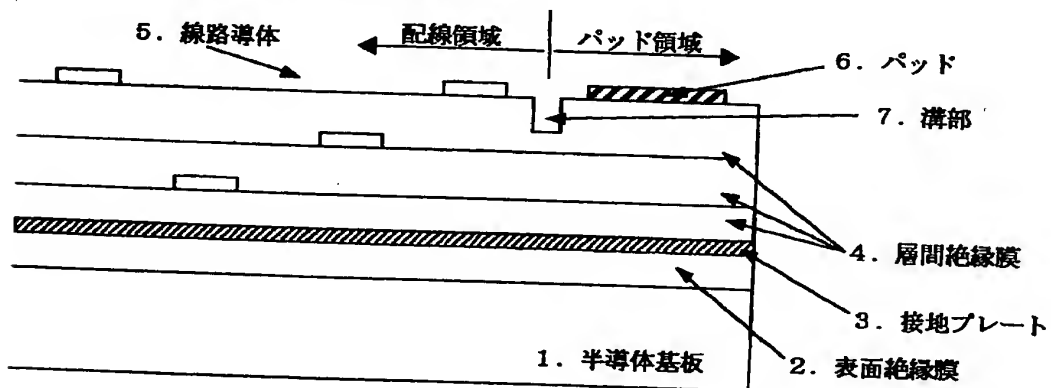 5．線路導体
配線領域
パッド領域
6．パッド
7．溝部
4．層間絶縁膜
3．接地プレート
1．半導体基板
2．表面絶縁膜